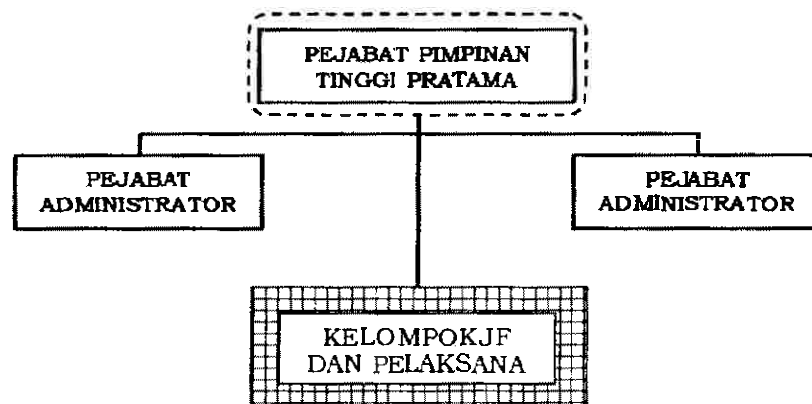 PEJABAT PIMPINAN
TINGGI PRATAMA
PEJABAT
ADMINISTRATOR
PEJABAT
ADMINISTRATOR
KELOMPOKJF
DAN PELAKSANA